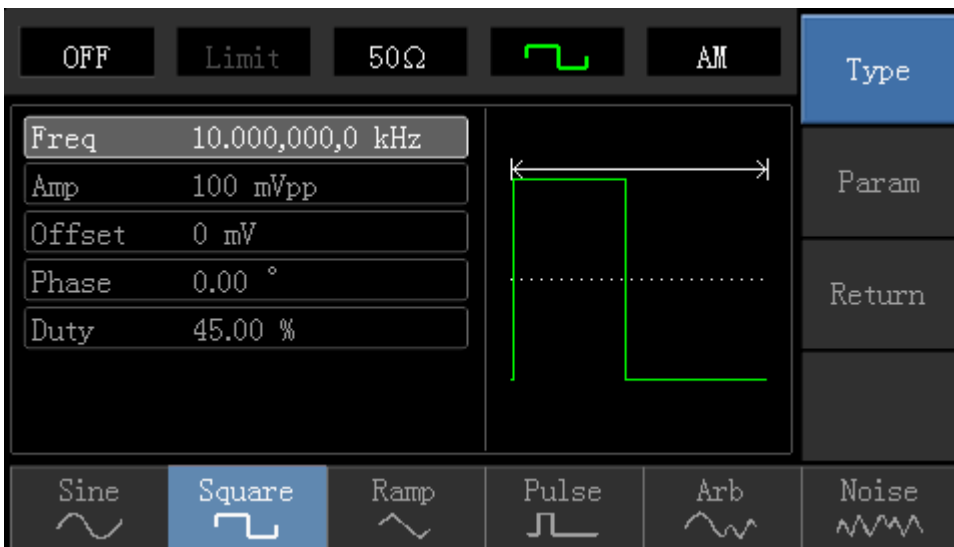 OFF Limit 50Ω AM
Type
Freq 10.000,000,0 kHz
Amp 100 mVpp
Param
Offset 0 mV
Phase 0.00 °
Return
Duty 45.00 %
Sine Square Ramp Pulse Arb Noise